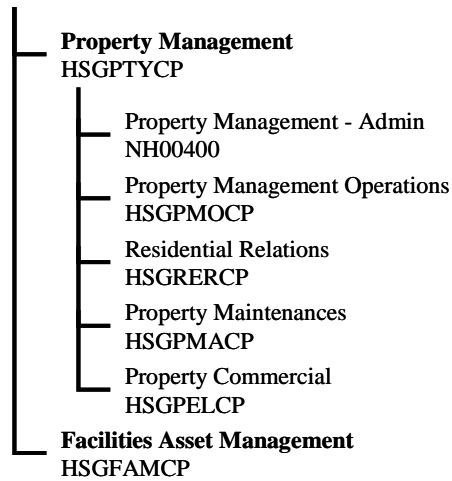 Property Management
HSGPTYCP
Property Management - Admin
NH00400
Property Management Operations
HSGPMOCP
Residential Relations
HSGRERCP
Property Maintenances
HSGPMACP
Property Commercial
HSGPELCP
Facilities Asset Management
HSGFAMCP